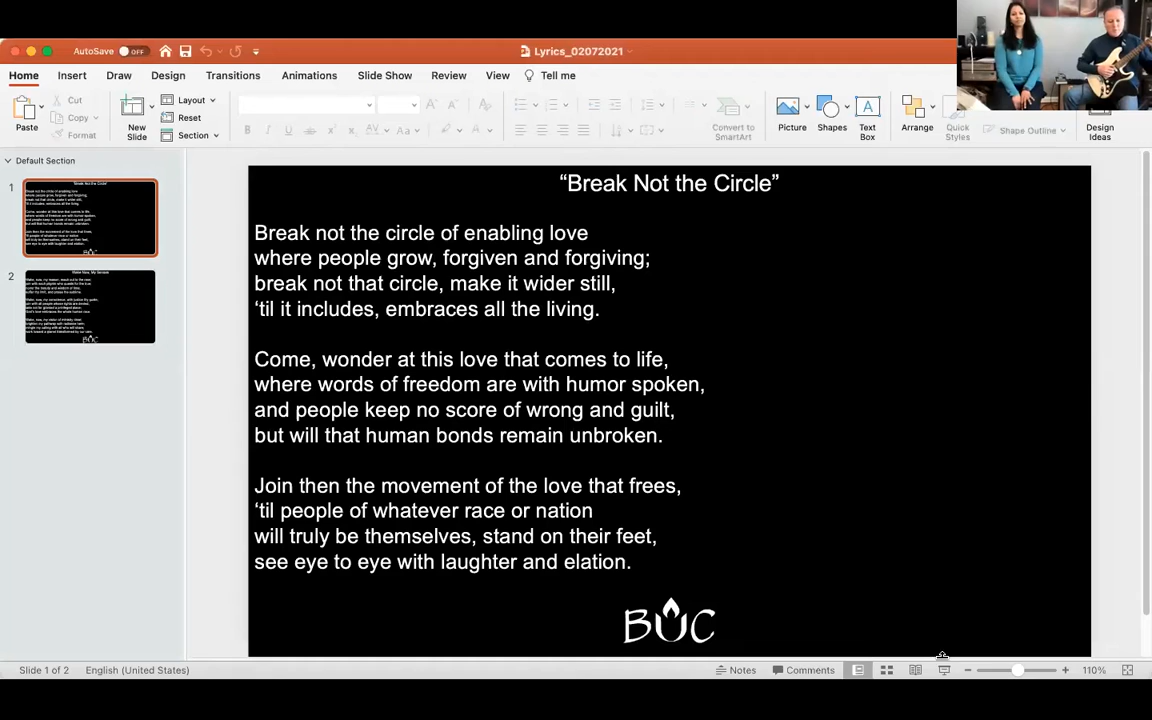 AutoSave OFF
Lyrics_02072021
Home Insert Draw Design Transitions Animations Slide Show Review View Tell me
Paste
Cut
Copy
Format
New Slide
Layout
Reset
Section
B I U ab
Convert to SmartArt
Picture
Shapes
Text Box
Arrange
Quick Styles
Shape Outline
Design Ideas
Default Section
1
2
“Break Not the Circle”
Break not the circle of enabling love
where people grow, forgiven and forgiving;
break not that circle, make it wider still,
‘til it includes, embraces all the living.
Come, wonder at this love that comes to life,
where words of freedom are with humor spoken,
and people keep no score of wrong and guilt,
but will that human bonds remain unbroken.
Join then the movement of the love that frees,
‘til people of whatever race or nation
will truly be themselves, stand on their feet,
see eye to eye with laughter and elation.
BUC
Slide 1 of 2 English (United States) Notes Comments 110%